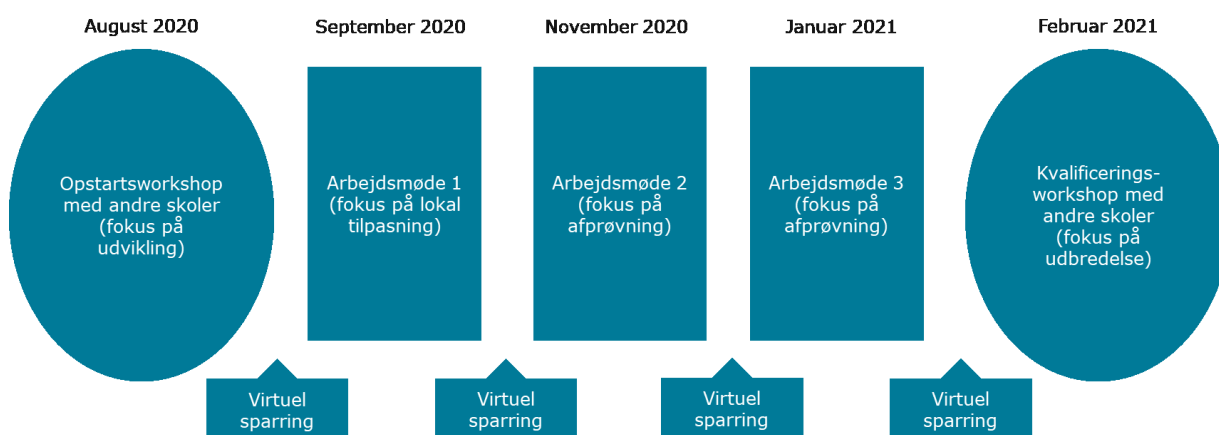 August 2020
September 2020
November 2020
Januar 2021
Februar 2021
Opstartsworkshop
med andre skoler
(fokus på
udvikling)
Arbejdsmøde 1
(fokus på lokal
tilpasning)
Arbejdsmøde 2
(fokus på
afprøvning)
Arbejdsmøde 3
(fokus på
afprøvning)
Kvalificerings-
workshop med
andre skoler
(fokus på
udbredelse)
Virtuel
sparring
Virtuel
sparring
Virtuel
sparring
Virtuel
sparring